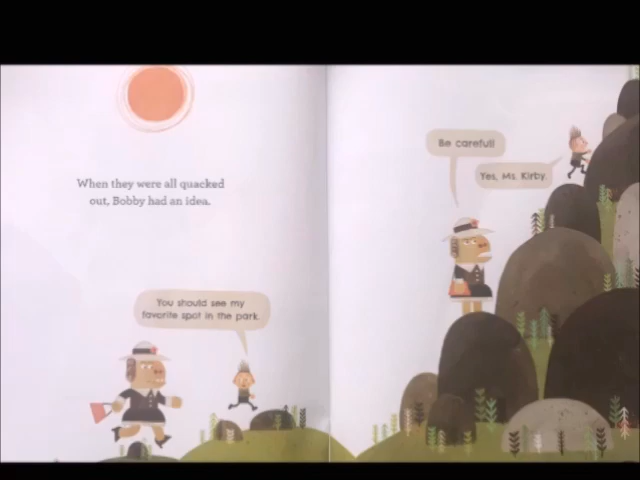 When they were all quacked
out, Bobby had an idea.
You should see my
favorite spot in the park.
Be careful!
Yes, Ms. Kirby.